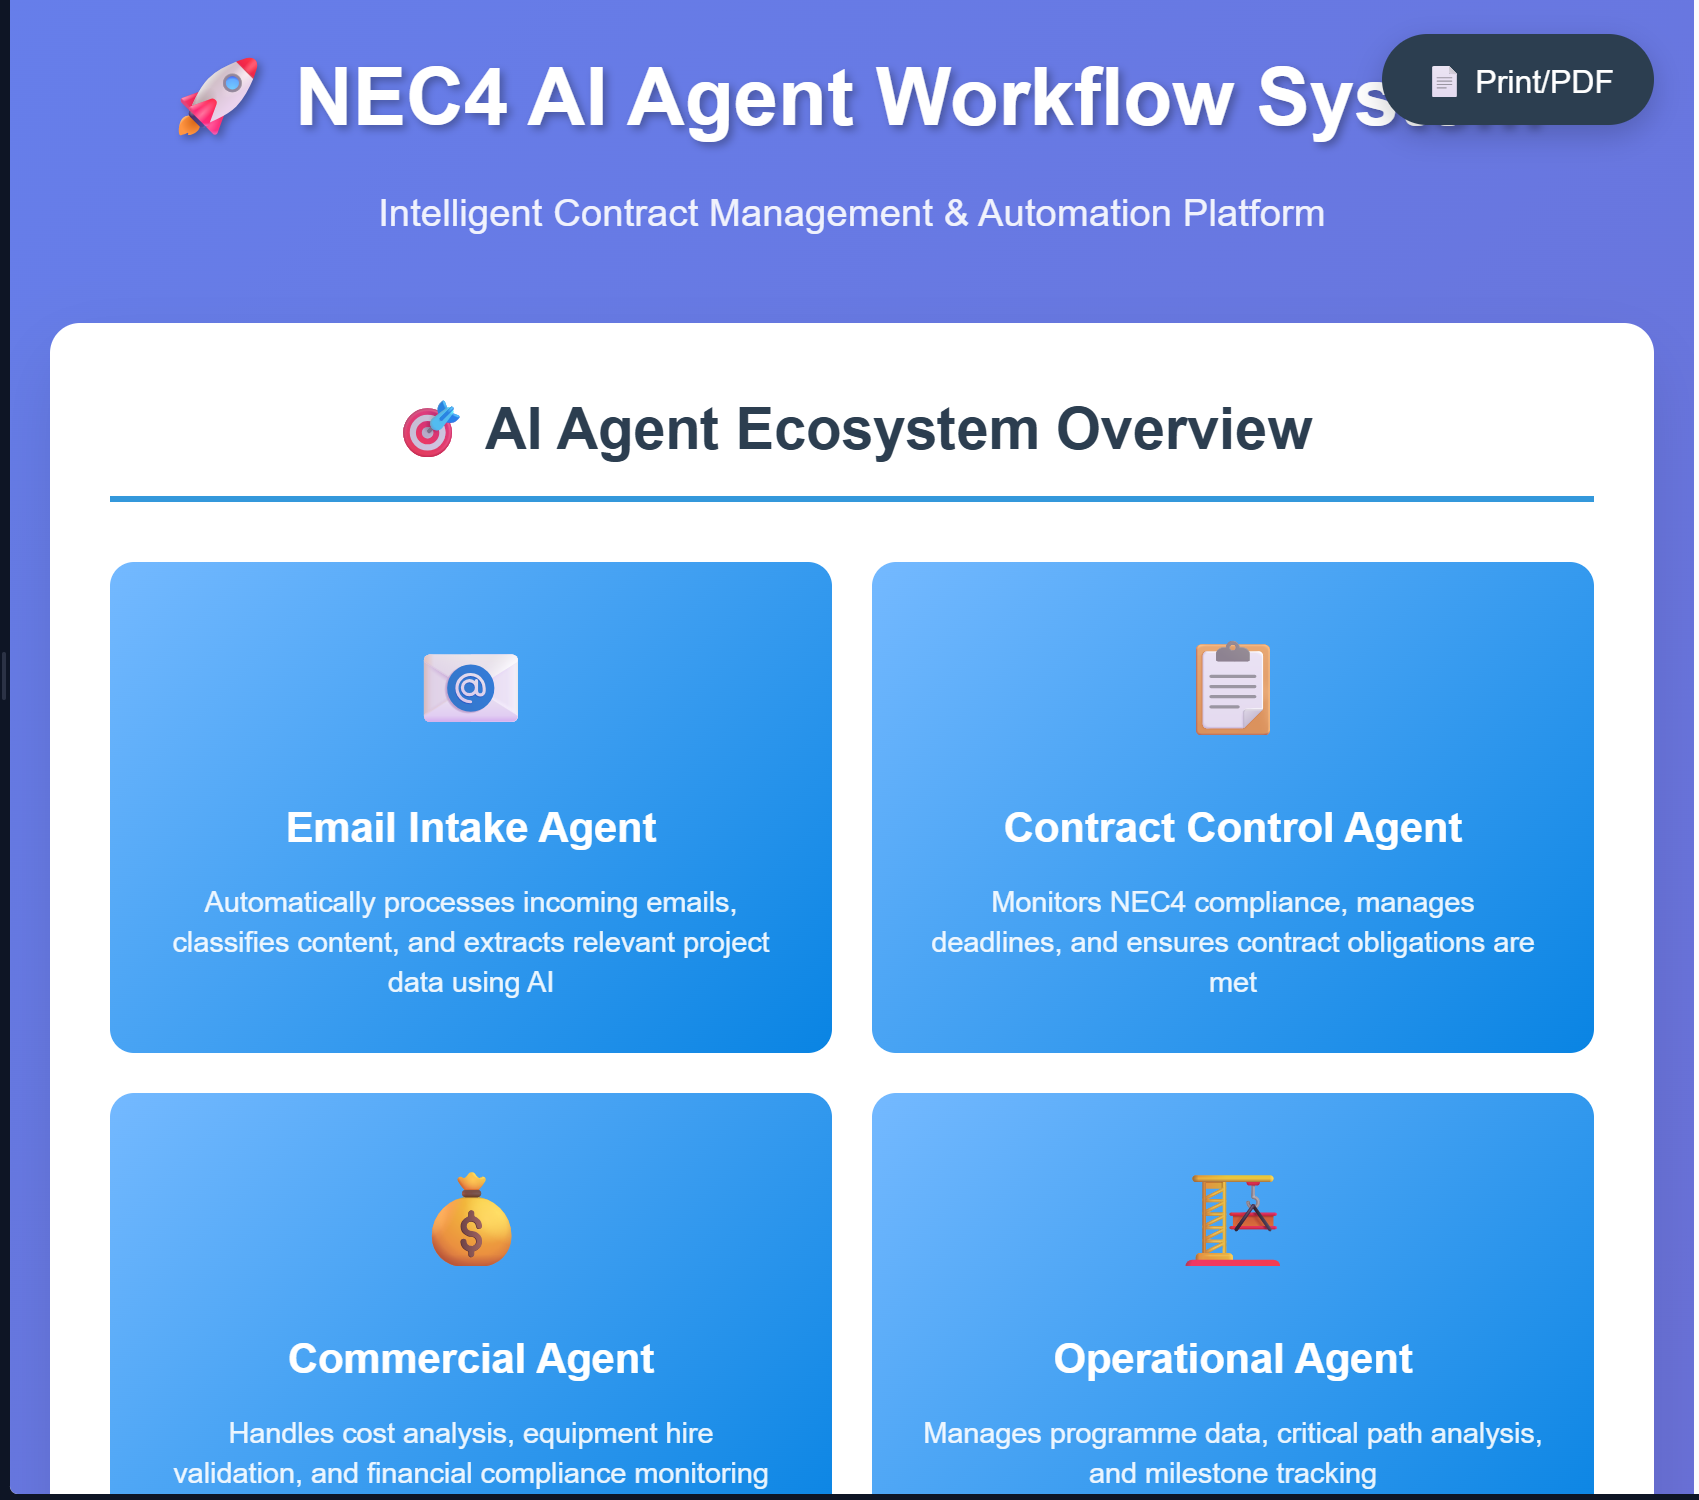 NEC4 AI Agent Workflow Sys
Print/PDF
Intelligent Contract Management & Automation Platform
AI Agent Ecosystem Overview
@
Email Intake Agent
Automatically processes incoming emails,
classifies content, and extracts relevant project
data using AI
Contract Control Agent
Monitors NEC4 compliance, manages
deadlines, and ensures contract obligations are
met
$
Commercial Agent
Handles cost analysis, equipment hire
validation, and financial compliance monitoring
Operational Agent
Manages programme data, critical path analysis,
and milestone tracking